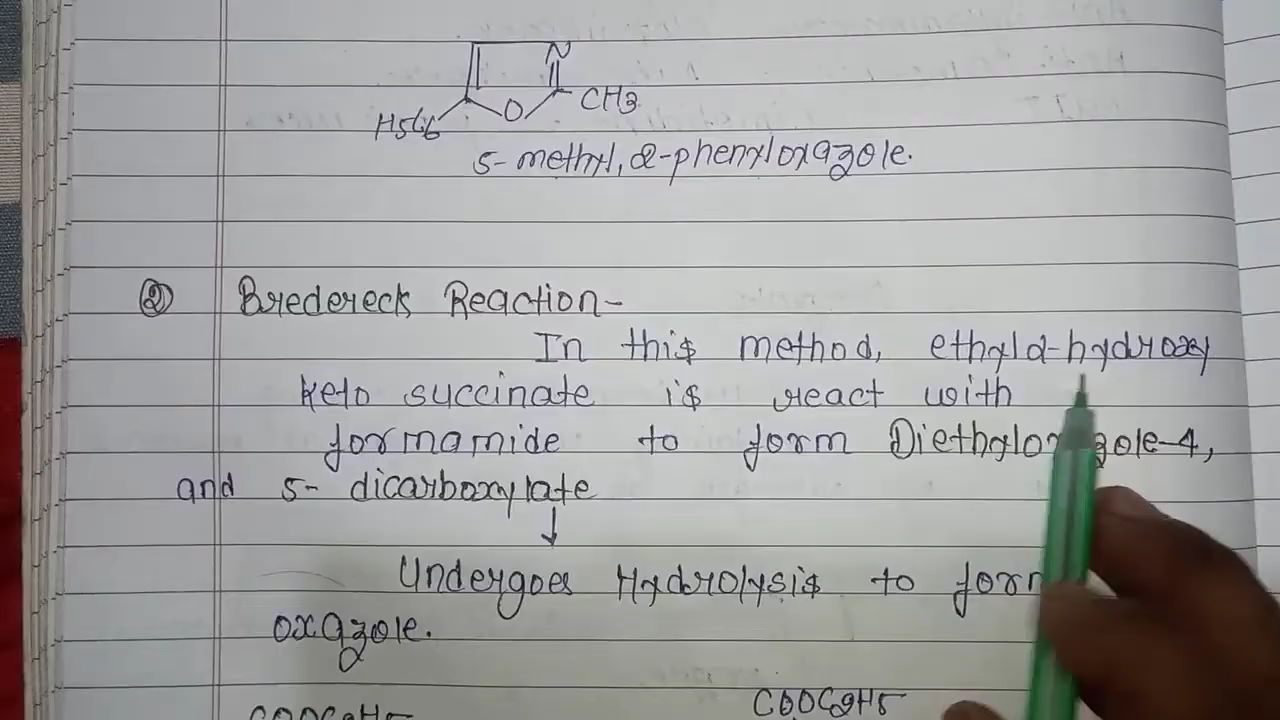 N
O
CH3
H5C6
5-methyl, 2-phenyloxazole.
② Bredereck Reaction-
In this method, ethyl α-hydroxy
keto succinate is react with
formamide to form Diethyloxazole-4,
and 5- dicarboxylate
↓
Undergoes Hydrolysis to form
oxazole.
COOC2H5
COOC2H5